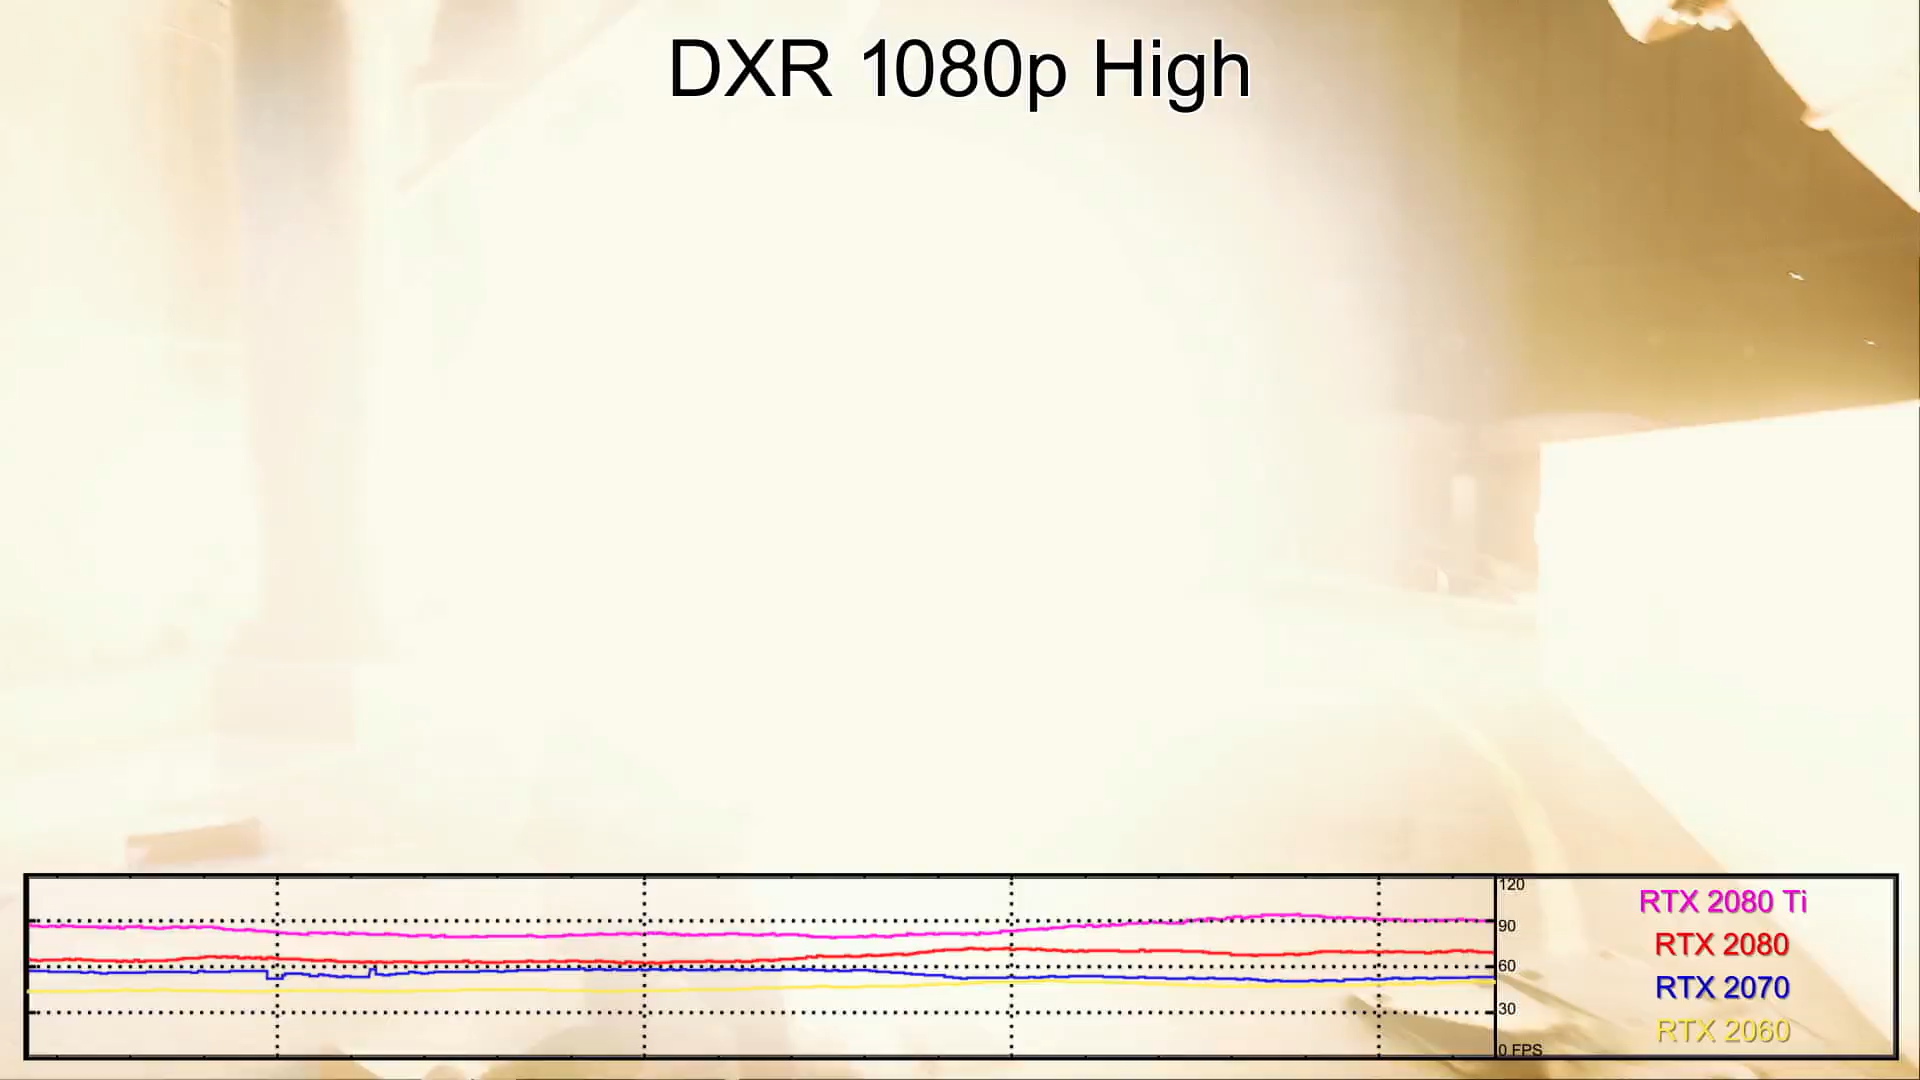 DXR 1080p High
120
90
60
30
0 FPS
RTX 2080 Ti
RTX 2080
RTX 2070
RTX 2060